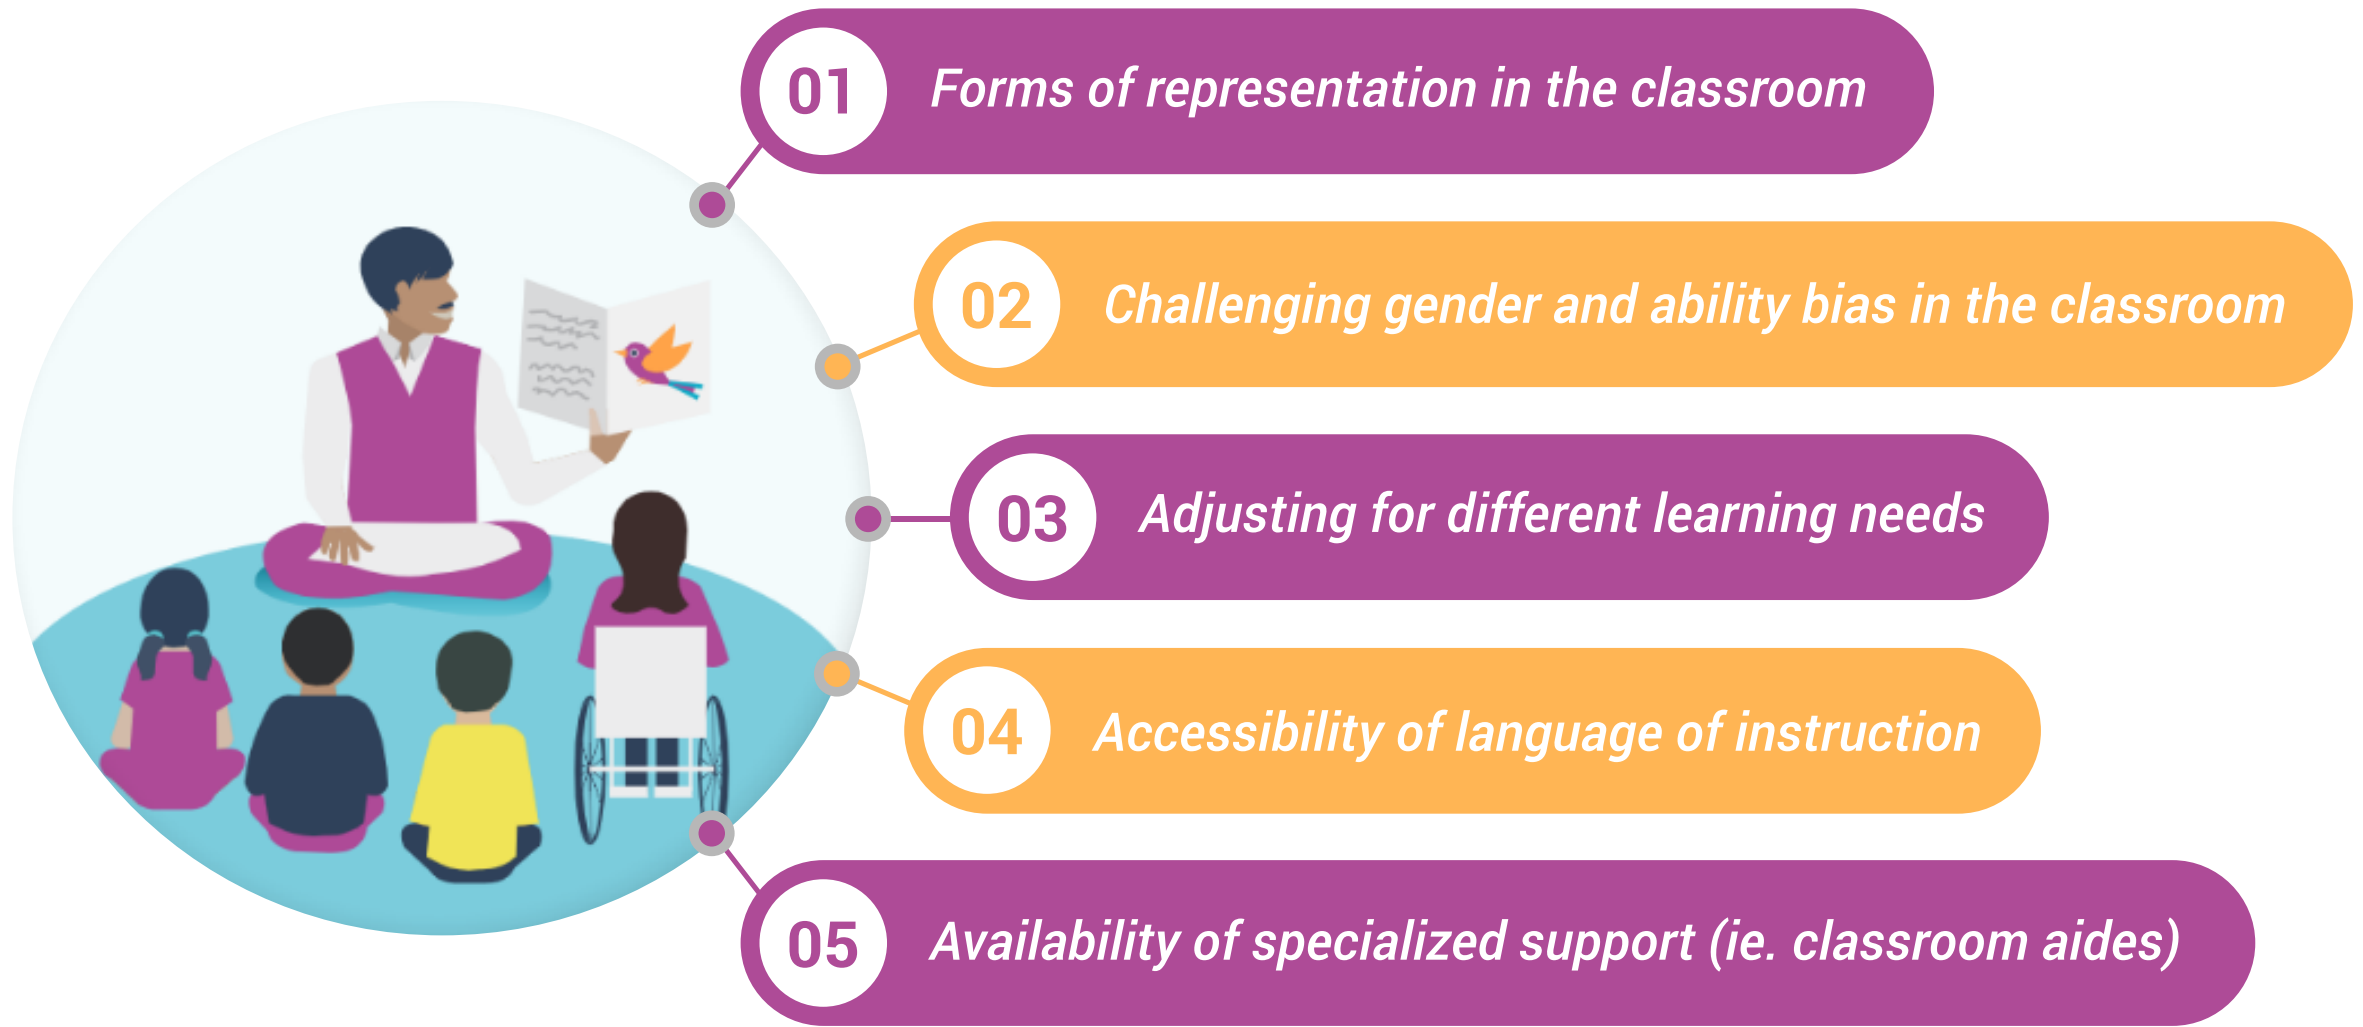 01 Forms of representation in the classroom
02 Challenging gender and ability bias in the classroom
03 Adjusting for different learning needs
04 Accessibility of language of instruction
05 Availability of specialized support (ie. classroom aides)